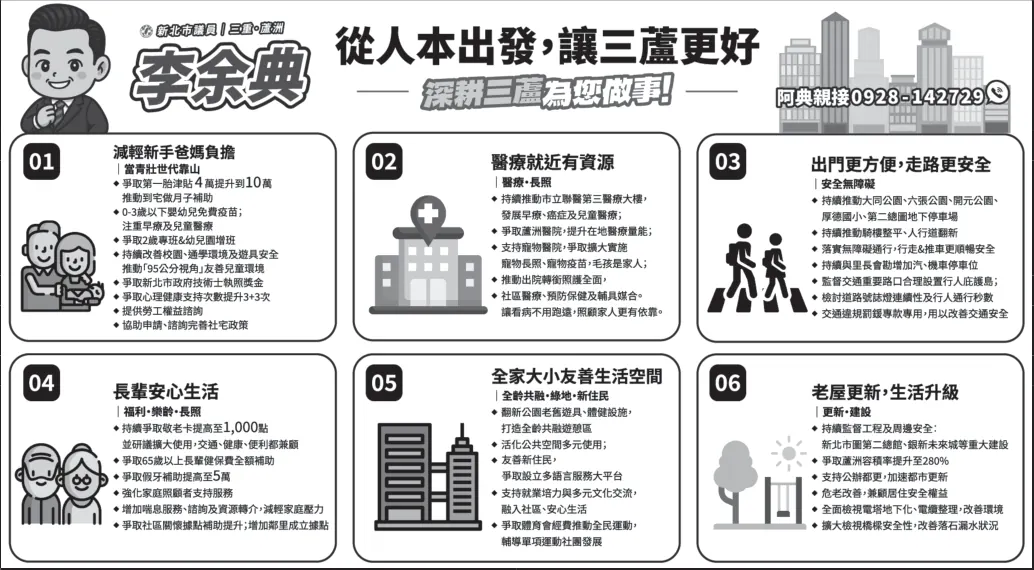 新北市議員｜三重・蘆洲
李余典
從人本出發，讓三蘆更好
深耕三蘆為您做事！
阿典親接0928-142729
01
減輕新手爸媽負擔
｜當青壯世代靠山
◆ 爭取第一胎津貼4萬提升到10萬
推動到宅做月子補助
◆ 0-3歲以下嬰幼兒免費疫苗；
注重早療及兒童醫療
◆ 爭取2歲專班&幼兒園增班
◆ 持續改善校園、通學環境及遊具安全
推動「95公分視角」友善兒童環境
◆ 爭取新北市政府技術士執照獎金
◆ 爭取心理健康支持次數提升3+3次
◆ 提供勞工權益諮詢
◆ 協助申請、諮詢完善社宅政策
02
醫療就近有資源
｜醫療・長照
◆ 持續推動市立聯醫第三醫療大樓，
發展早療、癌症及兒童醫療；
◆ 爭取蘆洲醫院，提升在地醫療量能；
◆ 支持寵物醫院，爭取擴大實施
寵物長照、寵物疫苗，毛孩是家人；
◆ 推動出院轉銜照護全面，
◆ 社區醫療、預防保健及輔具媒合。
讓看病不用跑遠，照顧家人更有依靠。
03
出門更方便，走路更安全
｜安全無障礙
◆ 持續推動大同公園、六張公園、開元公園、
厚德國小、第二總圖地下停車場
◆ 持續推動騎樓整平、人行道翻新
◆ 落實無障礙通行，行走&推車更順暢安全
◆ 持續與里長會勘增加汽、機車停車位
◆ 監督交通重要路口合理設置行人庇護島；
◆ 檢討道路號誌燈連續性及行人通行秒數
◆ 交通違規罰鍰專款專用，用以改善交通安全
04
長輩安心生活
｜福利・樂齡・長照
◆ 持續爭取敬老卡提高至1,000點
並研議擴大使用，交通、健康、便利都兼顧
◆ 爭取65歲以上長輩健保費全額補助
◆ 爭取假牙補助提高至5萬
◆ 強化家庭照顧者支持服務
◆ 增加喘息服務、諮詢及資源轉介，減輕家庭壓力
◆ 爭取社區關懷據點補助提升；增加鄰里成立據點
05
全家大小友善生活空間
｜全齡共融・綠地・新住民
◆ 翻新公園老舊遊具、體健設施，
打造全齡共融遊憩區
◆ 活化公共空間多元使用；
◆ 友善新住民，
爭取設立多語言服務大平台
◆ 支持就業培力與多元文化交流，
融入社區、安心生活
◆ 爭取體育會經費推動全民運動，
輔導單項運動社團發展
06
老屋更新，生活升級
｜更新・建設
◆ 持續監督工程及周邊安全：
新北市圖第二總館、銀新未來城等重大建設
◆ 爭取蘆洲容積率提升至280%
◆ 支持公辦都更，加速都市更新
◆ 危老改善，兼顧居住安全權益
◆ 全面檢視電塔地下化、電纜整理，改善環境
◆ 擴大檢視橋樑安全性，改善落石漏水狀況